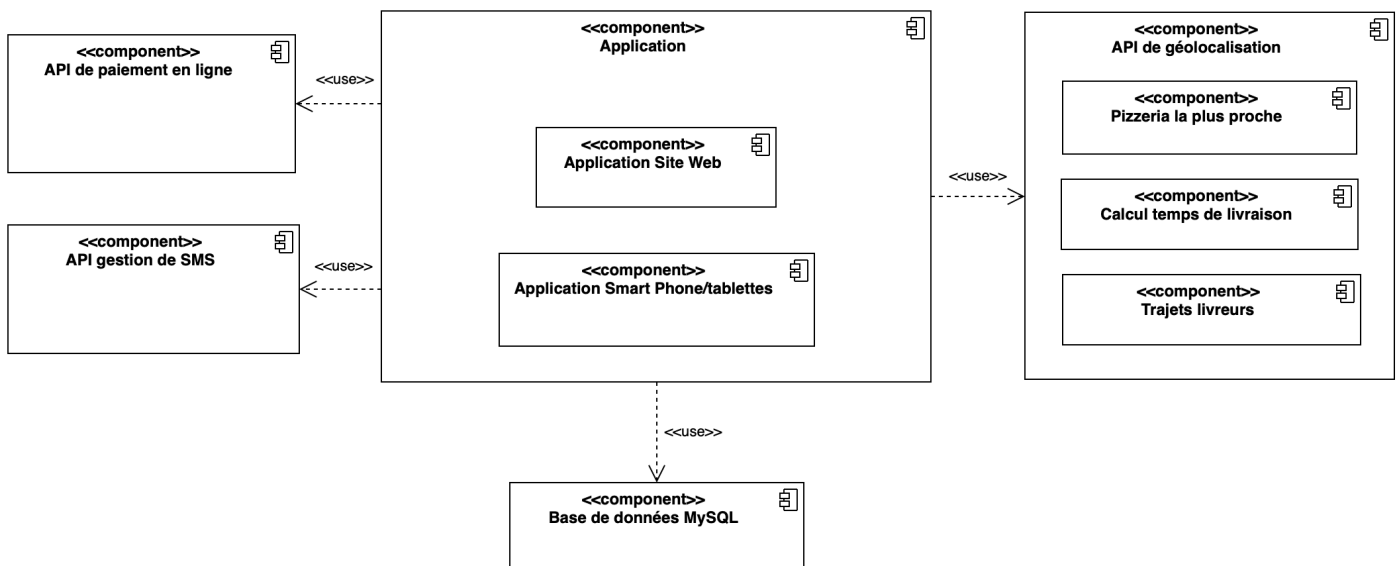 <<component>>
API de paiement en ligne
<<use>>
<<component>>
API gestion de SMS
<<use>>
<<component>>
Application
<<component>>
Application Site Web
<<component>>
Application Smart Phone/tablettes
<<use>>
<<component>>
API de géolocalisation
<<component>>
Pizzeria la plus proche
<<component>>
Calcul temps de livraison
<<component>>
Trajets livreurs
<<use>>
<<component>>
Base de données MySQL